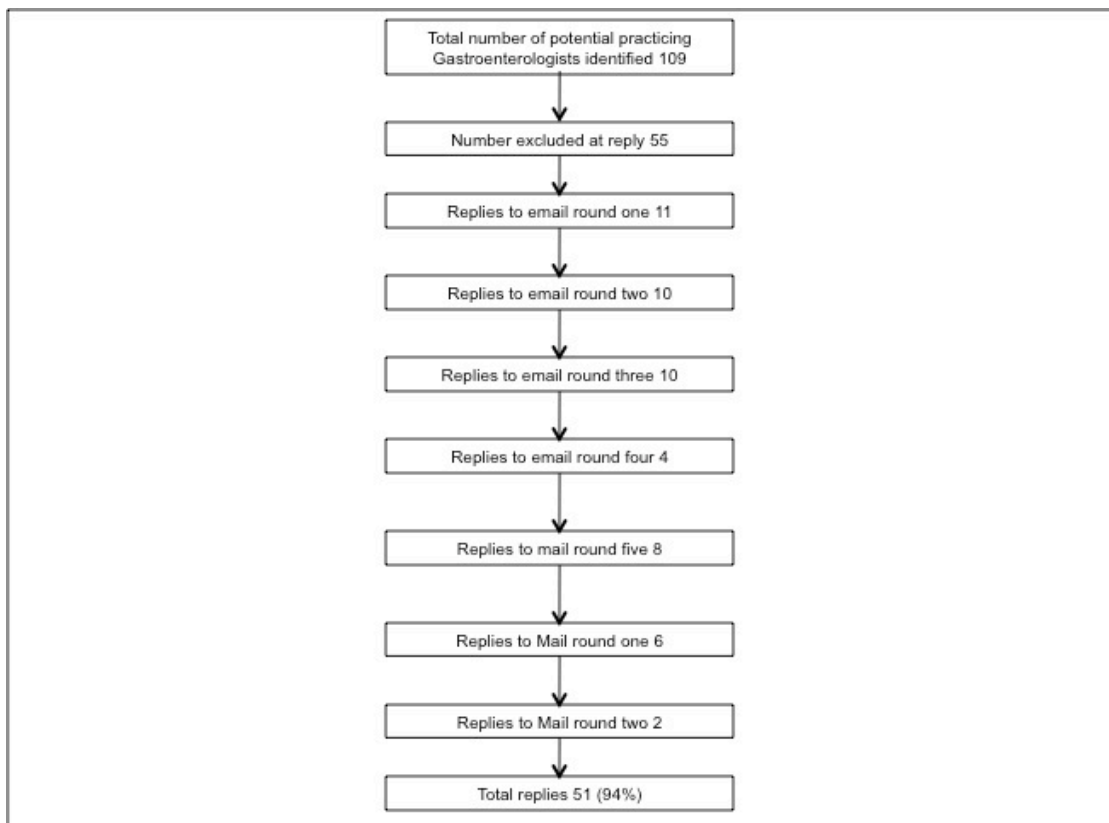 Total number of potential practicing
Gastroenterologists identified 109
Number excluded at reply 55
Replies to email round one 11
Replies to email round two 10
Replies to email round three 10
Replies to email round four 4
Replies to mail round five 8
Replies to Mail round one 6
Replies to Mail round two 2
Total replies 51 (94%)